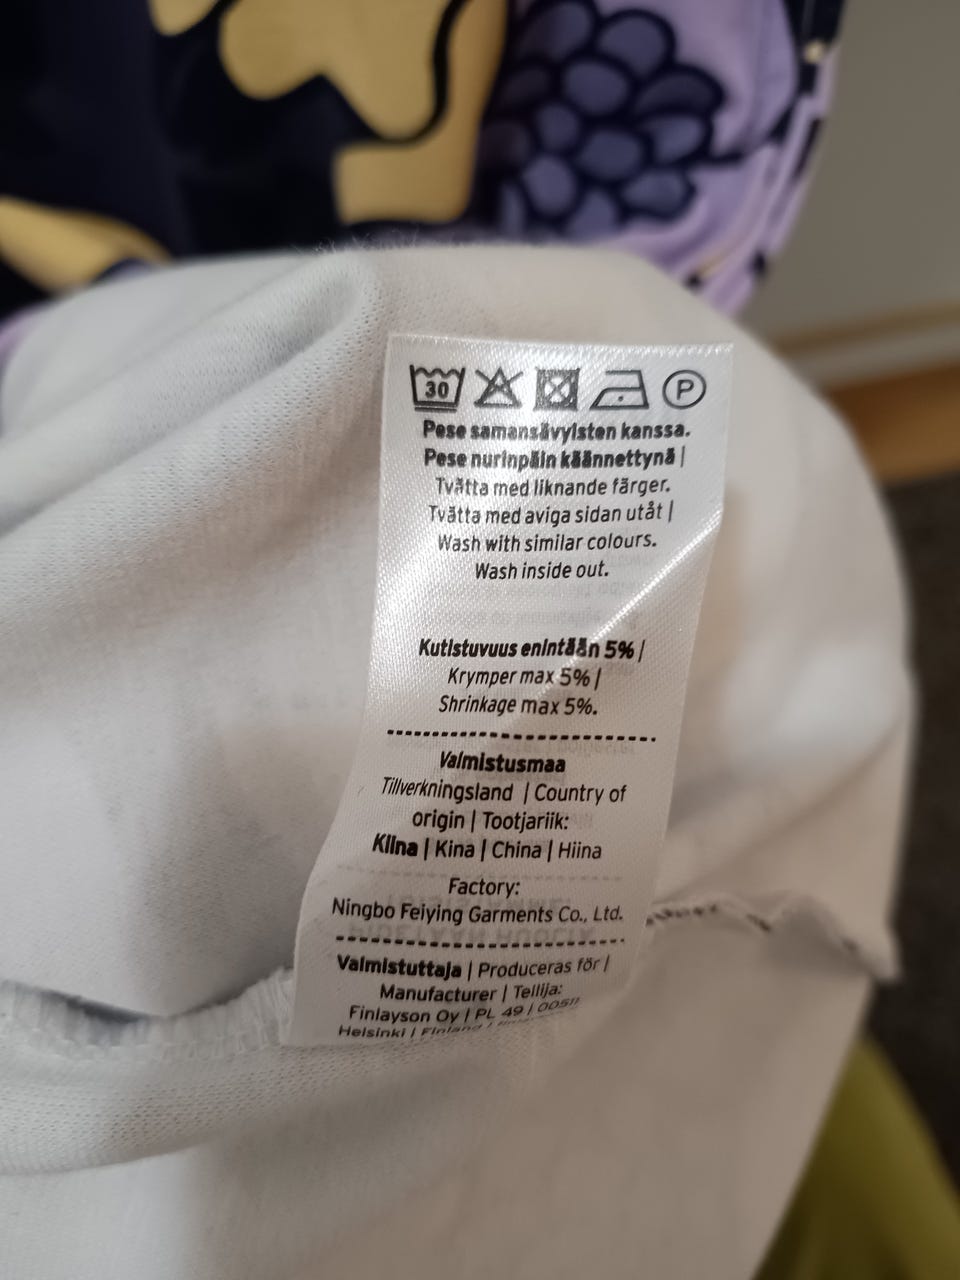 30 P
Pese samansävyisten kanssa.
Pese nurinpäin käännettynä |
Tvätta med liknande färger.
Tvätta med aviga sidan utåt |
Wash with similar colours.
Wash inside out.
Kutistuvuus enintään 5% |
Krymper max 5% |
Shrinkage max 5%.
Valmistusmaa
Tillverkningsland | Country of
origin | Tootjariik:
Kiina | Kina | China | Hiina
Factory:
Ningbo Feiying Garments Co., Ltd.
Valmistuttaja | Produceras för |
Manufacturer | Tellija:
Finlayson Oy | PL 49 | 00511
Helsinki | Finland |